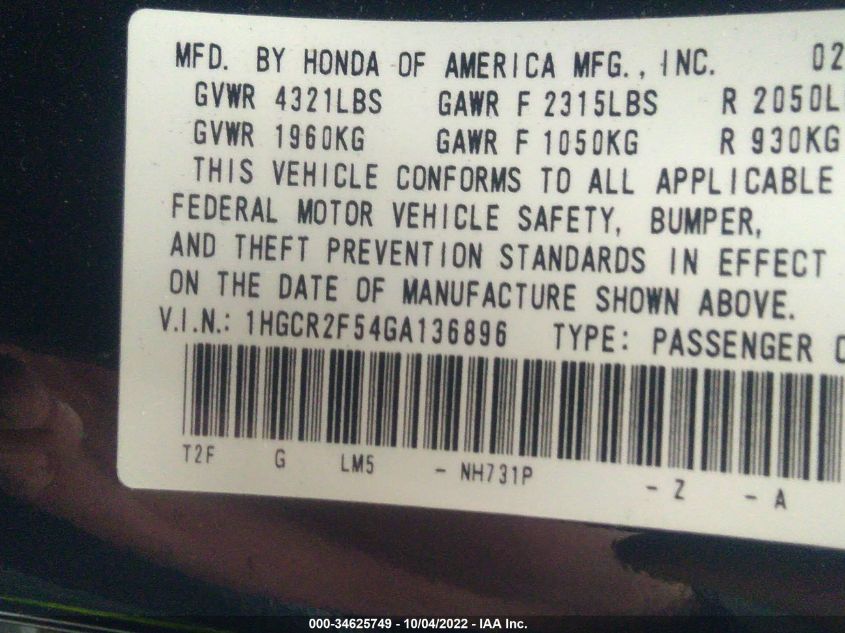 MFD. BY HONDA OF AMERICA MFG., INC. 02
GVWR 4321LBS GAWR F 2315LBS R 2050L
GVWR 1960KG GAWR F 1050KG R 930KG
THIS VEHICLE CONFORMS TO ALL APPLICABLE
FEDERAL MOTOR VEHICLE SAFETY, BUMPER,
AND THEFT PREVENTION STANDARDS IN EFFECT
ON THE DATE OF MANUFACTURE SHOWN ABOVE.
V.I.N.: 1HGCR2F54GA136896 TYPE: PASSENGER C
T2F G LM5 - NH731P - Z - A
000-34625749 - 10/04/2022 - IAA Inc.